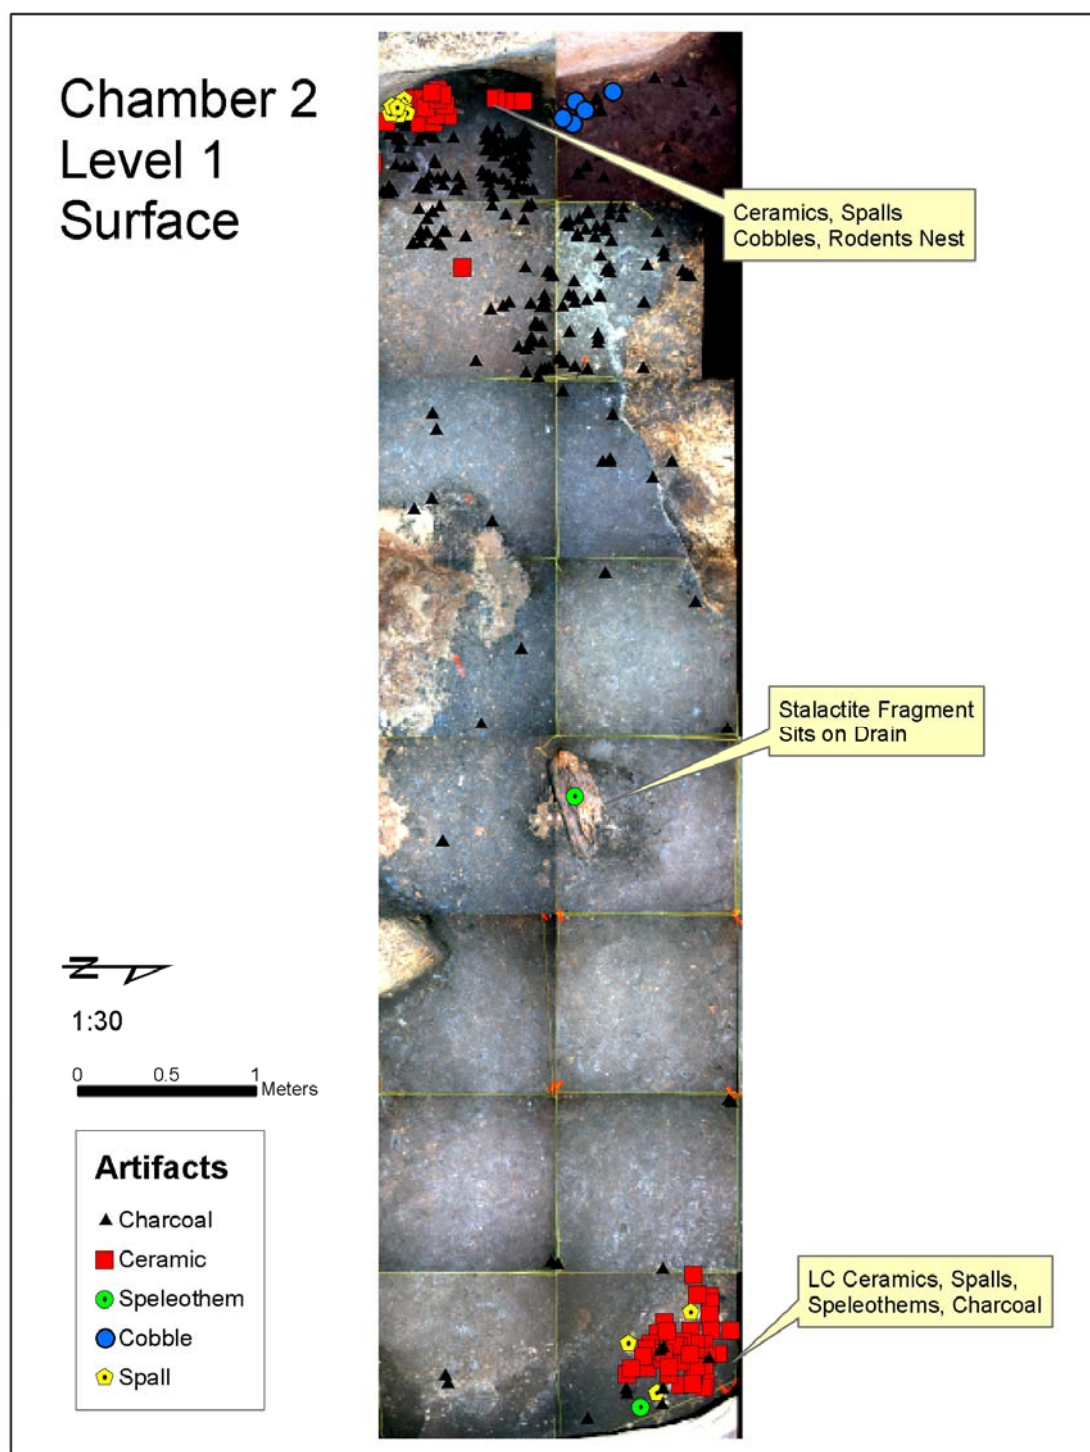 Chamber 2
Level 1
Surface
Ceramics, Spalls
Cobbles, Rodents Nest
Stalactite Fragment
Sits on Drain
N
1:30
0 0.5 1
Meters
Artifacts
Charcoal
Ceramic
Speleothem
Cobble
Spall
LC Ceramics, Spalls,
Speleothems, Charcoal